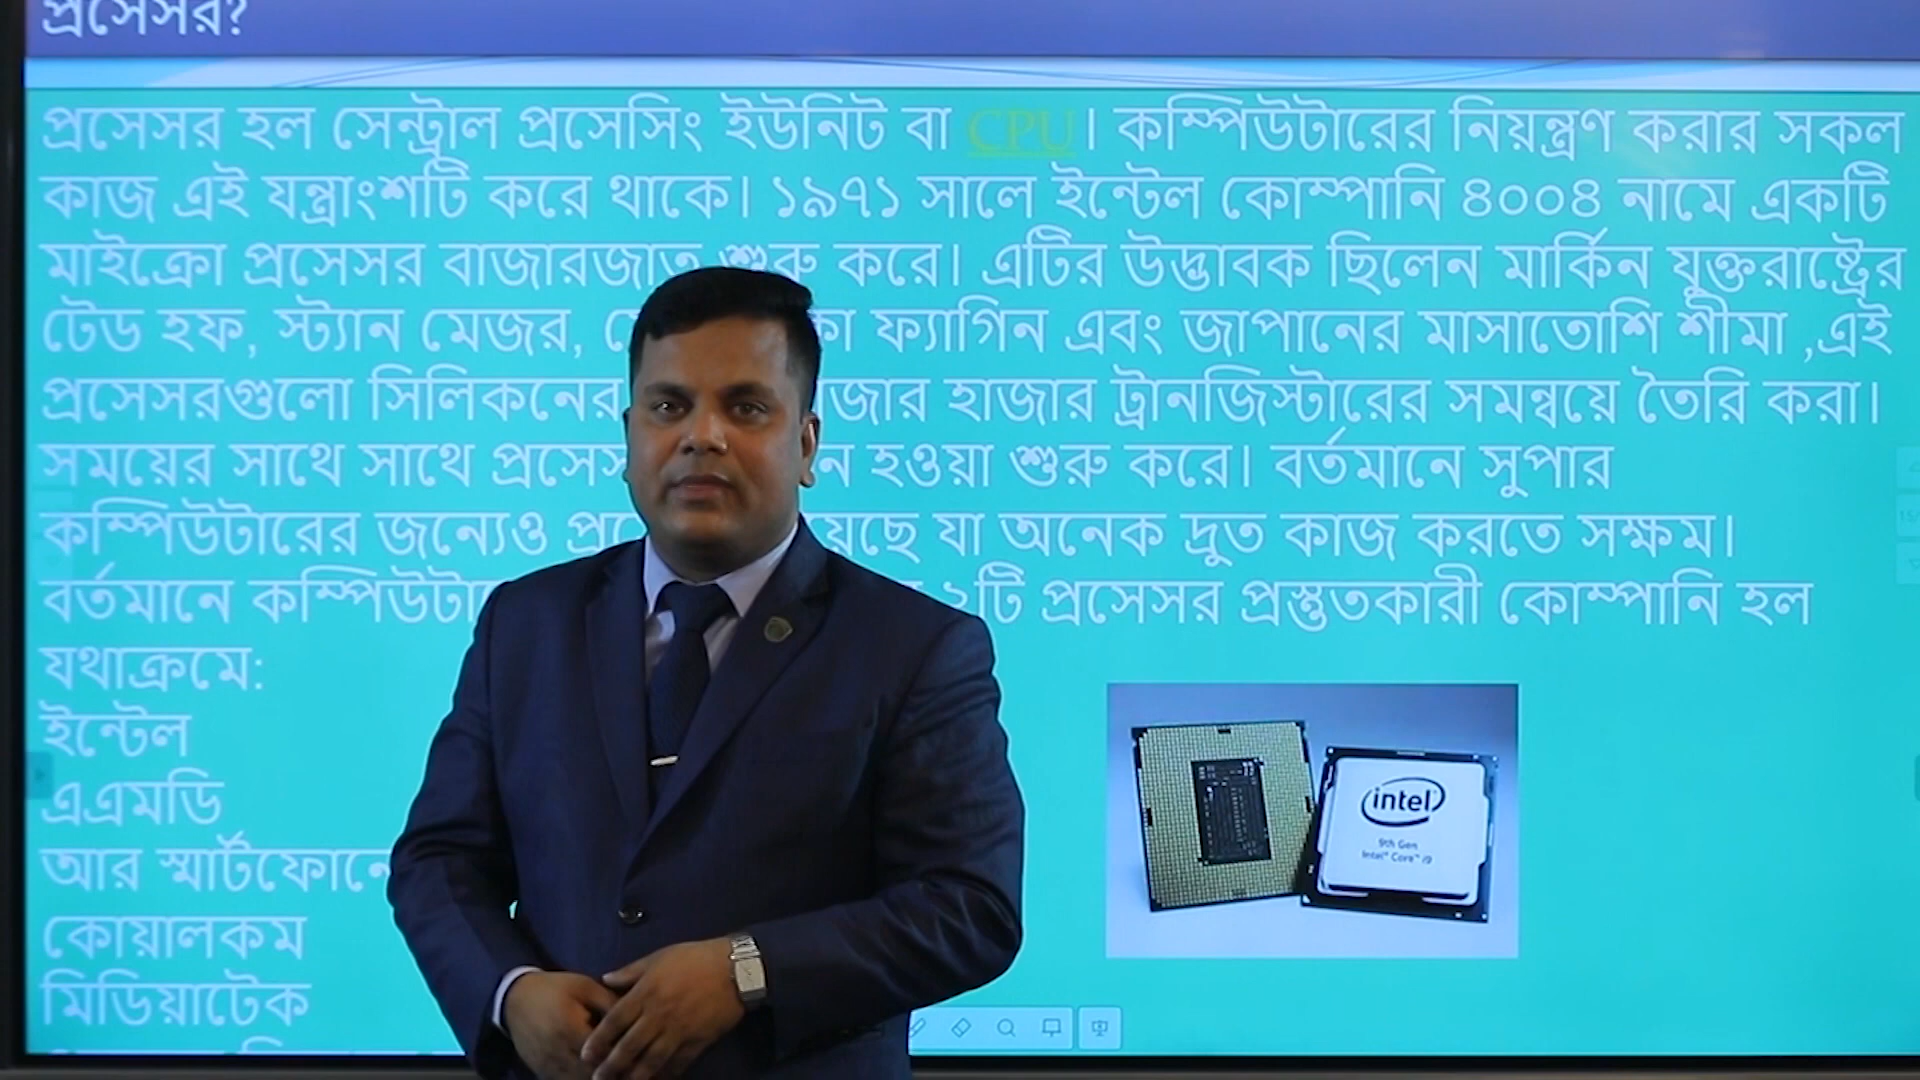 প্রসেসর?
প্রসেসর হল সেন্ট্রাল প্রসেসিং ইউনিট বা CPU। কম্পিউটারের নিয়ন্ত্রণ করার সকল
কাজ এই যন্ত্রাংশটি করে থাকে। ১৯৭১ সালে ইন্টেল কোম্পানি ৪০০৪ নামে একটি
মাইক্রো প্রসেসর বাজারজাত শুরু করে। এটির উদ্ভাবক ছিলেন মার্কিন যুক্তরাষ্ট্রের
টেড হফ, স্ট্যান মেজর, ফ্যাগিন এবং জাপানের মাসাতোশি শীমা ,এই
প্রসেসরগুলো সিলিকনের হাজার ট্রানজিস্টারের সমন্বয়ে তৈরি করা।
সময়ের সাথে সাথে হওয়া শুরু করে। বর্তমানে সুপার
কম্পিউটারের জন্যেও যা অনেক দ্রুত কাজ করতে সক্ষম।
বর্তমানে ২টি প্রসেসর প্রস্তুতকারী কোম্পানি হল
যথাক্রমে:
ইন্টেল
এএমডি
আর স্মার্টফোনে
কোয়ালকম
মিডিয়াটেক
intel
9th Gen
Intel® Core™ i9